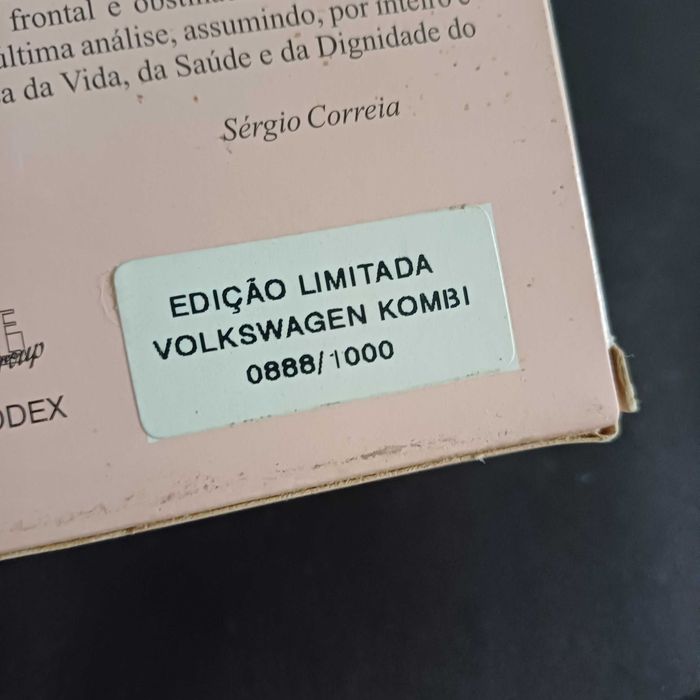 frontal e
última análise, assumindo, por inteiro e
da Vida, da Saúde e da Dignidade do
Sérgio Correia
EDIÇÃO LIMITADA
VOLKSWAGEN KOMBI
0888/1000
E
group
ODEX